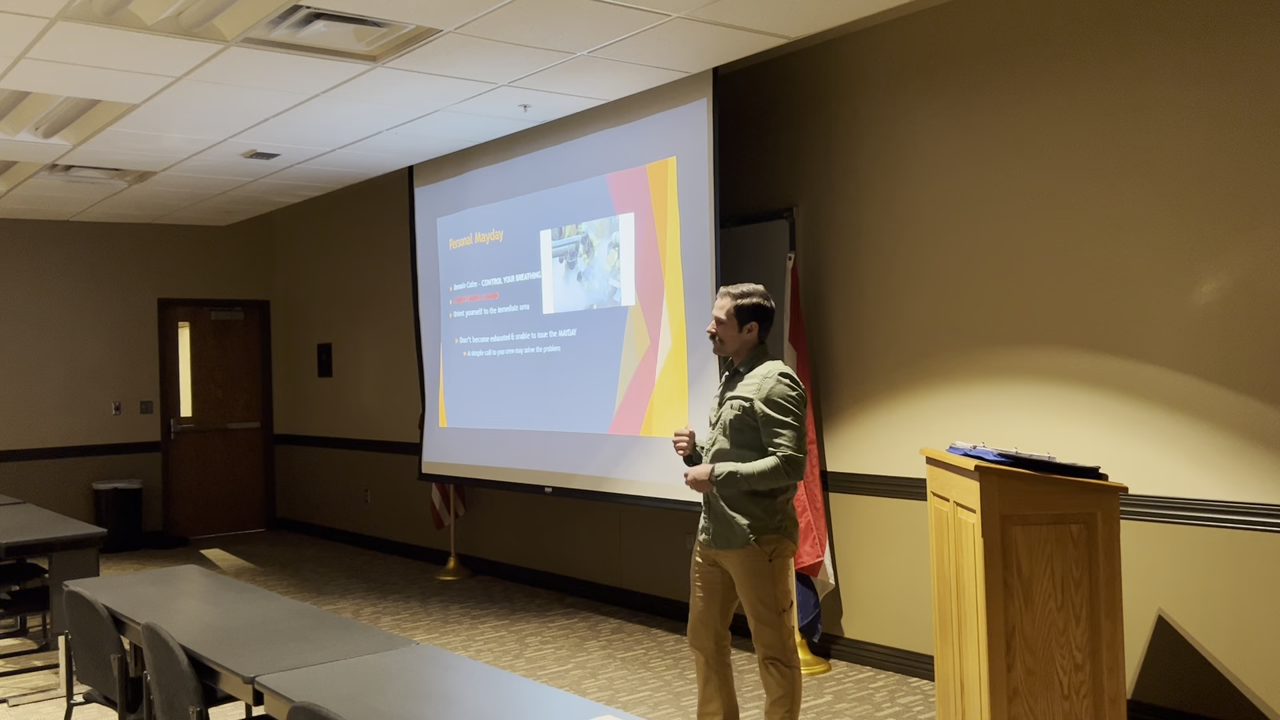 Personal Mayday
Remain Calm - CONTROL YOUR BREATHING
Orient yourself to the immediate area
Don't become exhausted & unable to issue the MAYDAY
A simple call to your crew may solve the problem